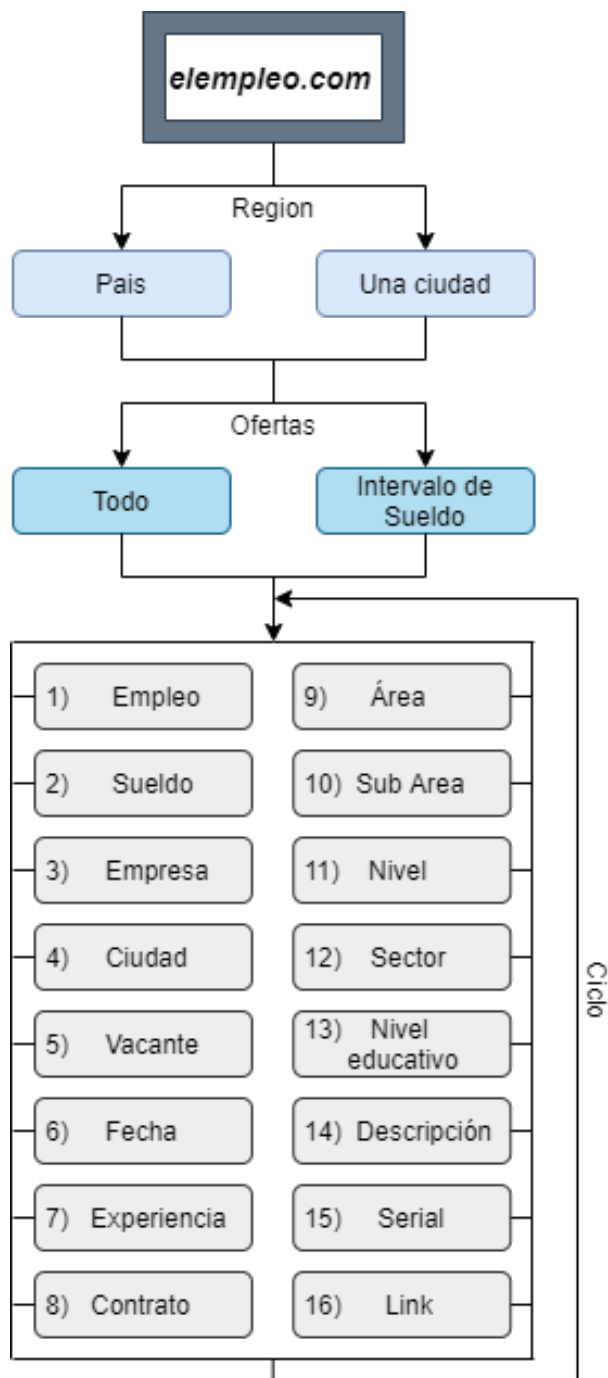 elempleo.com
Region
Pais
Una ciudad
Ofertas
Todo
Intervalo de
Sueldo
1) Empleo
2) Sueldo
3) Empresa
4) Ciudad
5) Vacante
6) Fecha
7) Experiencia
8) Contrato
9) Área
10) Sub Area
11) Nivel
12) Sector
13) Nivel
educativo
14) Descripción
15) Serial
16) Link
Ciclo